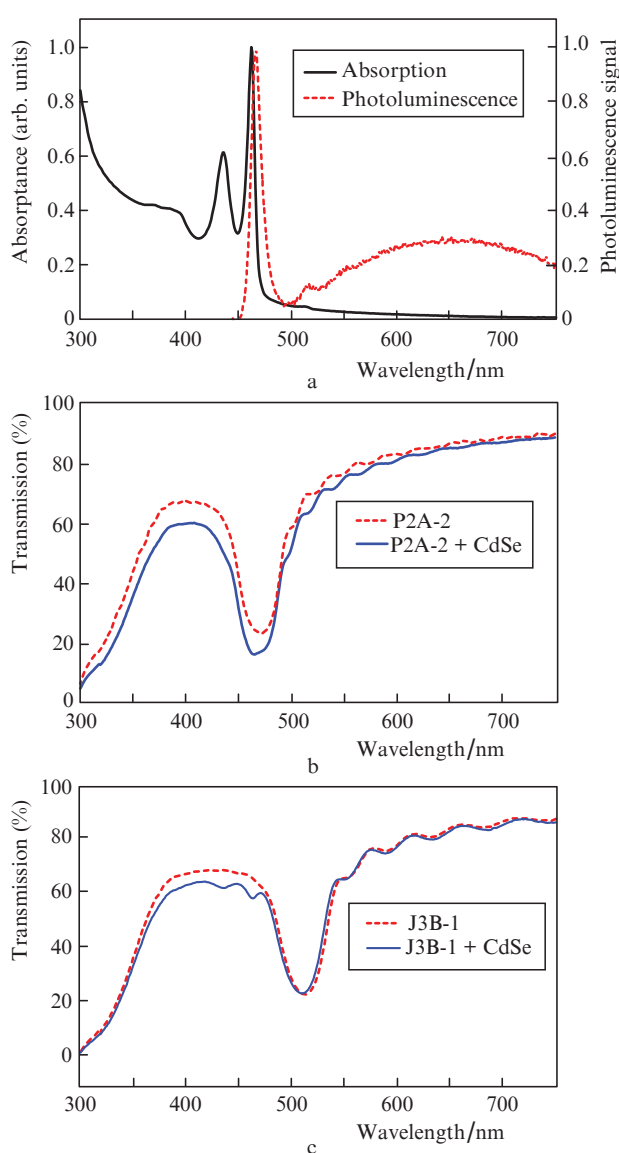 Absorptance (arb. units)
1.0
0.8
0.6
0.4
0.2
0
Absorption
Photoluminescence
1.0
0.8
0.6
0.4
0.2
0
Photoluminescence signal
300 400 500 600 700
Wavelength/nm
a
Transmission (%)
100
80
60
40
20
0
P2A-2
P2A-2 + CdSe
300 400 500 600 700
Wavelength/nm
b
Transmission (%)
100
80
60
40
20
0
J3B-1
J3B-1 + CdSe
300 400 500 600 700
Wavelength/nm
c